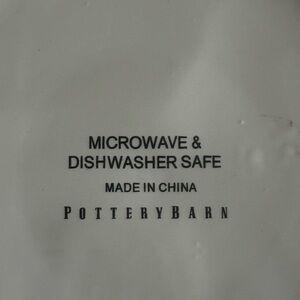 MICROWAVE &
DISHWASHER SAFE
MADE IN CHINA
POTTERYBARN